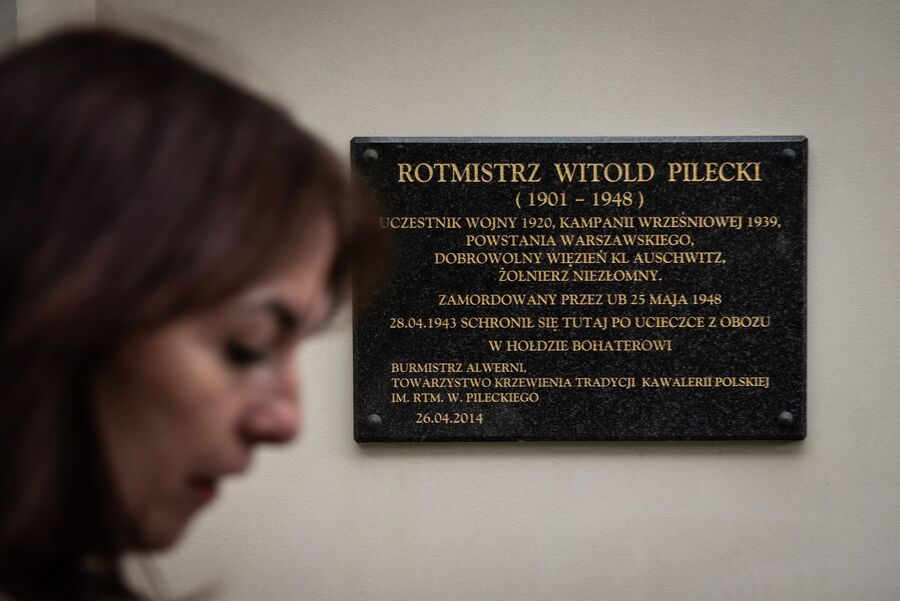 ROTMISTRZ WITOLD PILECKI
( 1901 – 1948 )
UCZESTNIK WOJNY 1920, KAMPANII WRZEŚNIOWEJ 1939,
POWSTANIA WARSZAWSKIEGO,
DOBROWOLNY WIĘZIEŃ KL AUSCHWITZ,
ŻOŁNIERZ NIEZŁOMNY.
ZAMORDOWANY PRZEZ UB 25 MAJA 1948
28.04.1943 SCHRONIŁ SIĘ TUTAJ PO UCIECZCE Z OBOZU
W HOŁDZIE BOHATEROWI
BURMISTRZ ALWERNI,
TOWARZYSTWO KRZEWIENIA TRADYCJI KAWALERII POLSKIEJ
IM. RTM. W. PILECKIEGO
26.04.2014